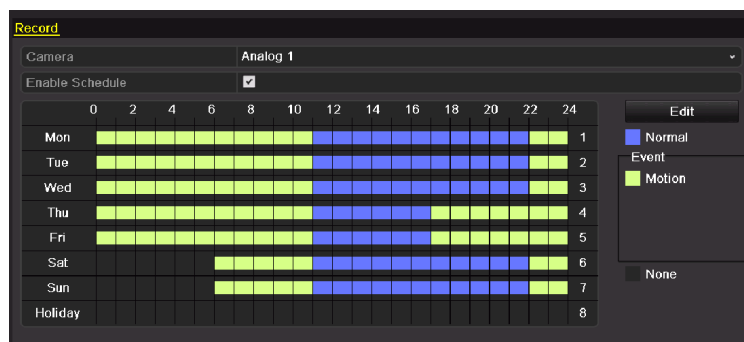 Record
Camera Analog 1
Enable Schedule
0 2 4 6 8 10 12 14 16 18 20 22 24
Edit
Mon 1
Normal
Tue 2
Event
Wed 3
Motion
Thu 4
Fri 5
Sat 6
None
Sun 7
Holiday 8